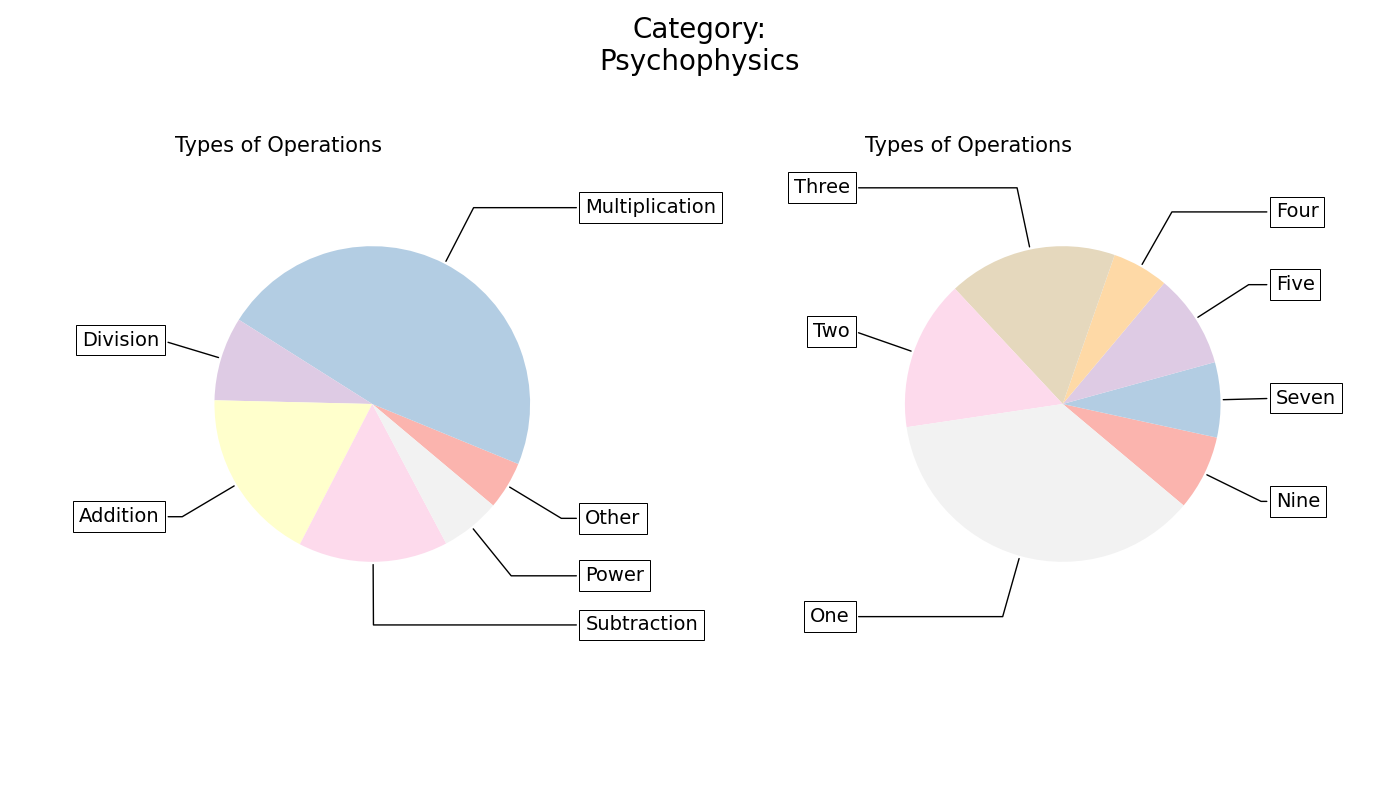 Category:
Psychophysics
Types of Operations
Multiplication
Division
Addition
Other
Power
Subtraction
Types of Operations
Three
Four
Five
Two
Seven
Nine
One